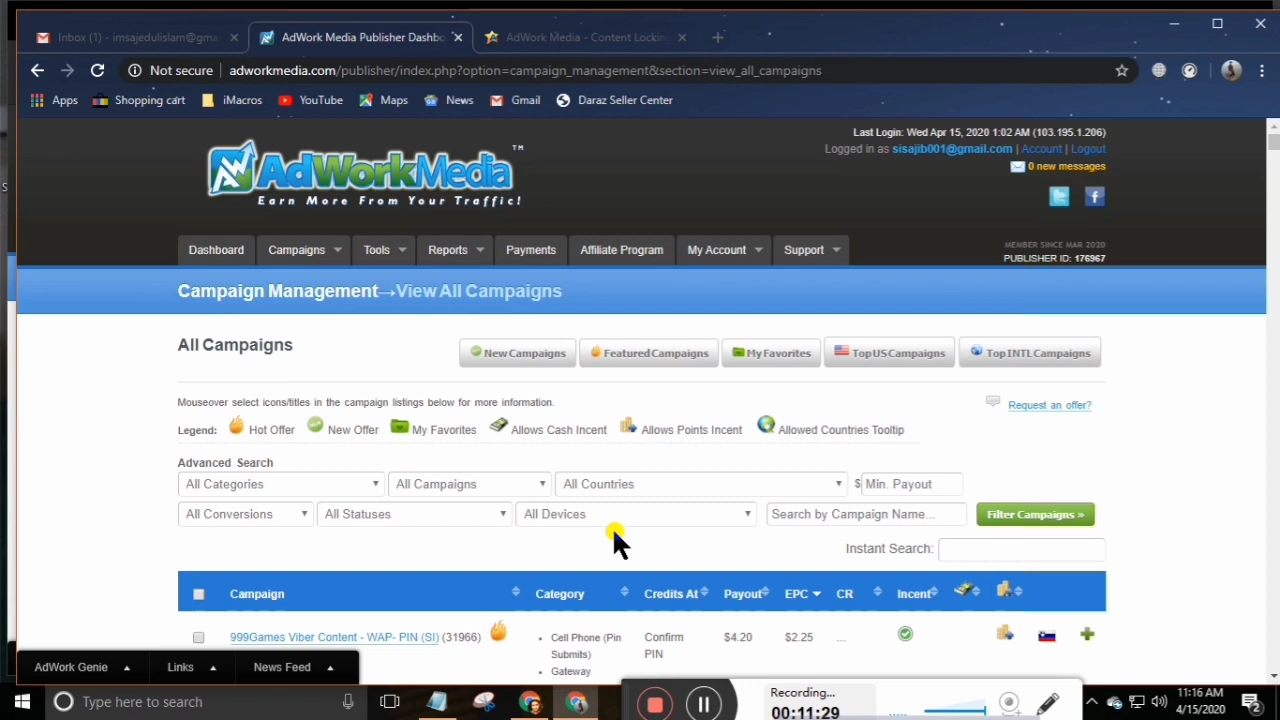 Inbox (1) - imsajedulislam@gma
AdWork Media Publisher Dashbo
AdWork Media - Content Lockin
Not secure
adworkmedia.com/publisher/index.php?option=campaign_management&section=view_all_campaigns
Apps
Shopping cart
iMacros
YouTube
Maps
News
Gmail
Daraz Seller Center
AdWorkMedia™
Earn More From Your Traffic!
Last Login: Wed Apr 15, 2020 1:02 AM (103.195.1.206)
Logged in as sisajib001@gmail.com | Account | Logout
0 new messages
Dashboard
Campaigns
Tools
Reports
Payments
Affiliate Program
My Account
Support
MEMBER SINCE MAR 2020
PUBLISHER ID: 176967
Campaign Management→View All Campaigns
All Campaigns
New Campaigns
Featured Campaigns
My Favorites
Top US Campaigns
Top INTL Campaigns
Mouseover select icons/titles in the campaign listings below for more information.
Request an offer?
Legend:
Hot Offer
New Offer
My Favorites
Allows Cash Incent
Allows Points Incent
Allowed Countries Tooltip
Advanced Search
All Categories
All Campaigns
All Countries
$ Min. Payout
All Conversions
All Statuses
All Devices
Search by Campaign Name...
Filter Campaigns »
Instant Search:
Campaign
Category
Credits At
Payout
EPC
CR
Incent
999Games Viber Content - WAP- PIN (SI) (31966)
Cell Phone (Pin
Submits)
Gateway
Confirm
PIN
$4.20
$2.25
...
AdWork Genie
Links
News Feed
Type here to search
Recording...
00:11:29
11:16 AM
4/15/2020
2